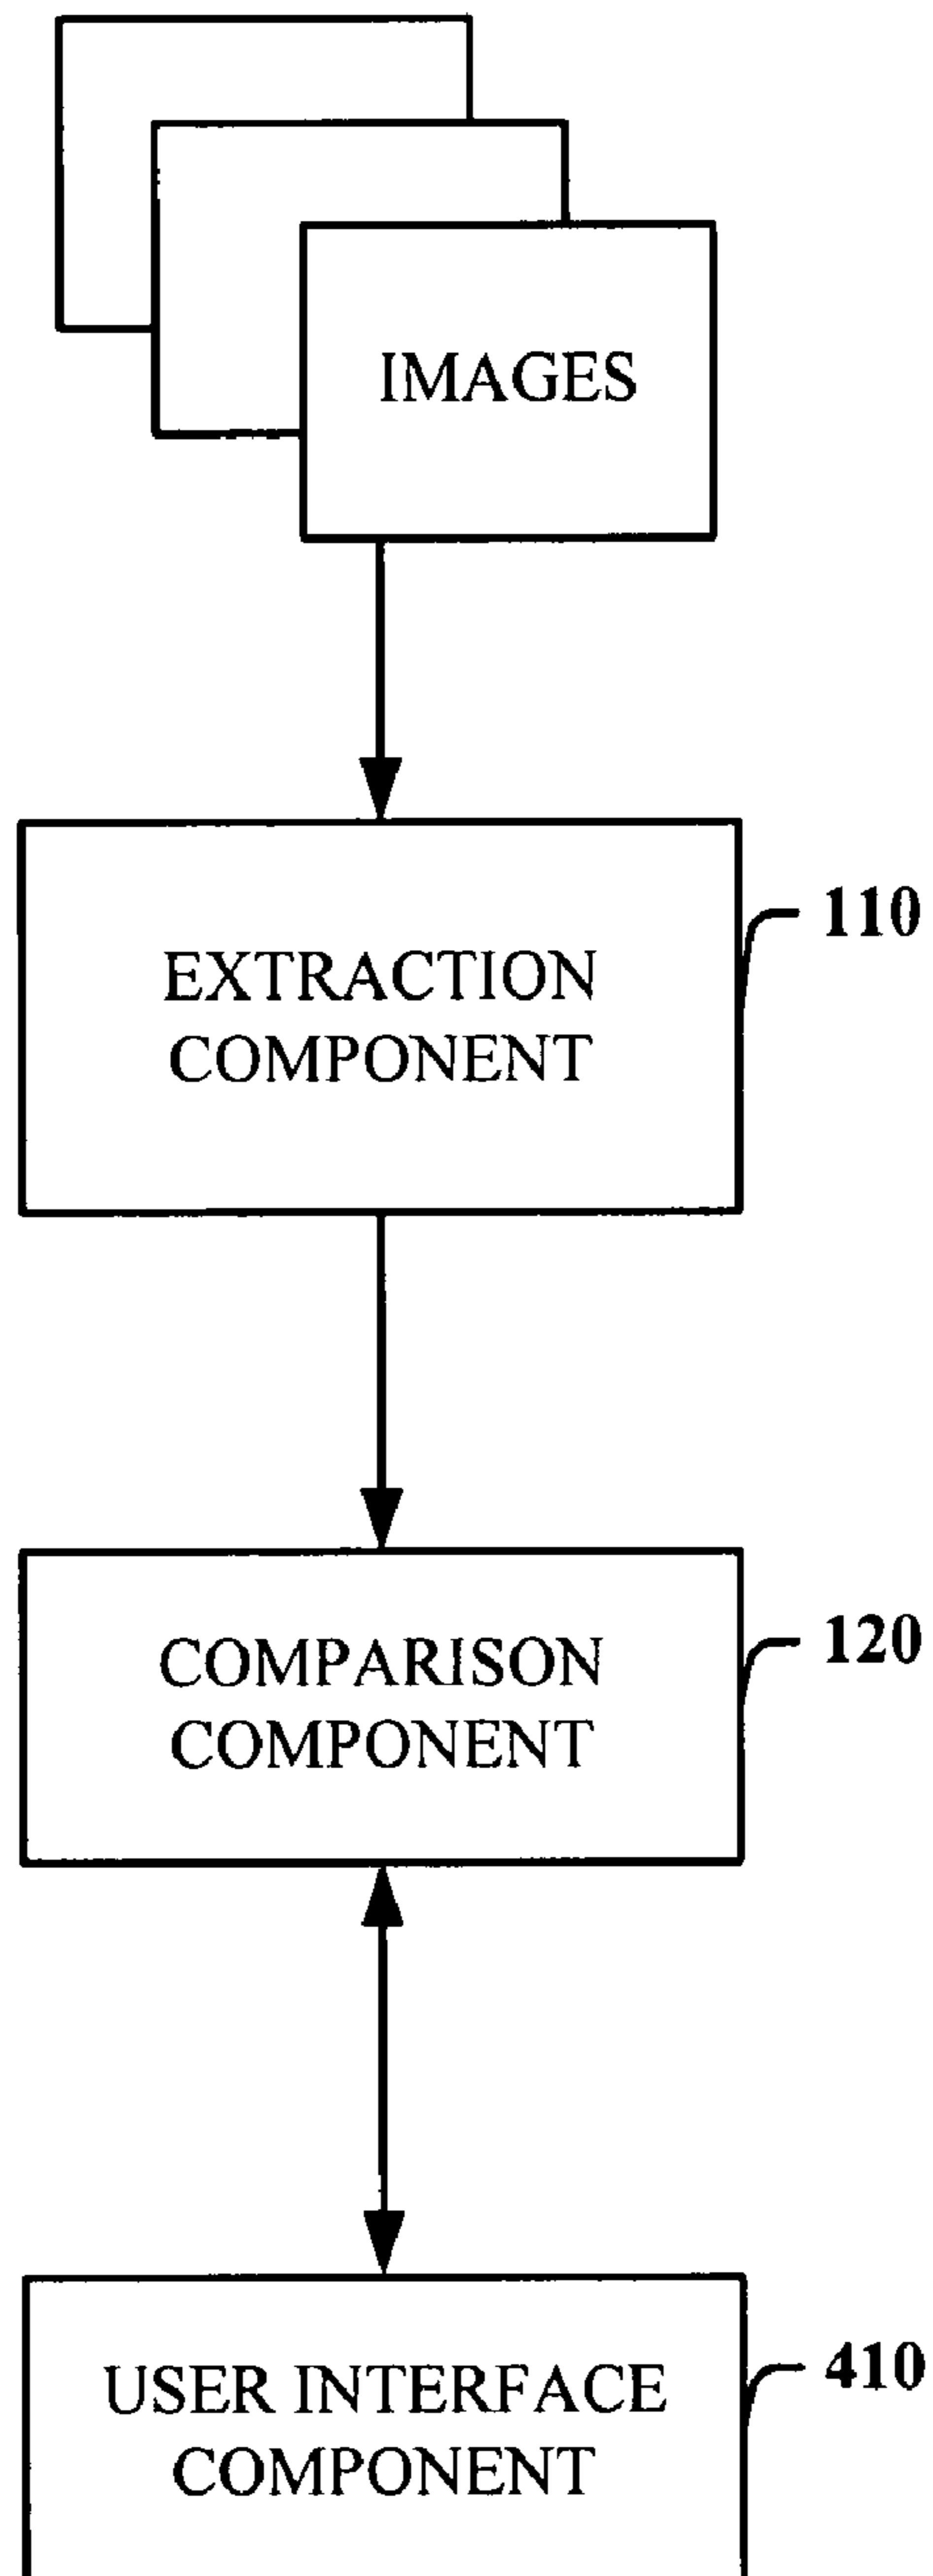 IMAGES
EXTRACTION
COMPONENT
110
COMPARISON
COMPONENT
120
USER INTERFACE
COMPONENT
410